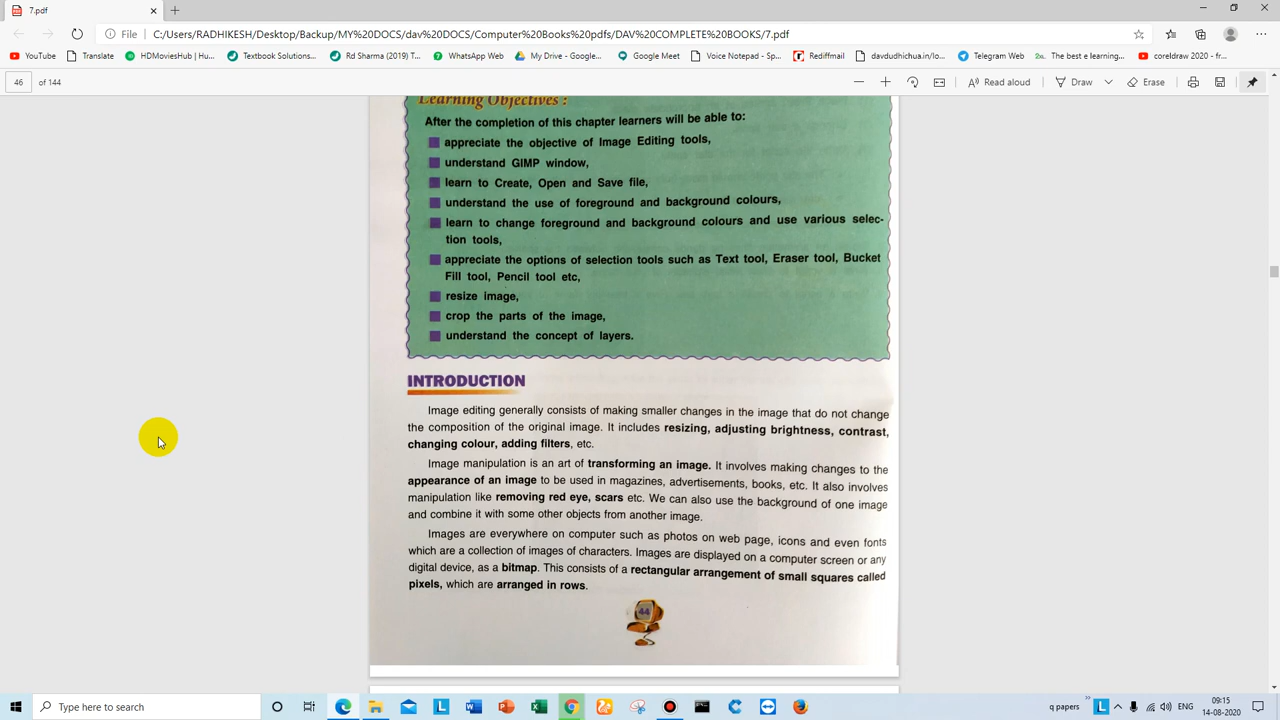 7.pdf
File C:/Users/RADHIKESH/Desktop/Backup/MY%20DOCS/dav%20DOCS/Computer%20Books%20pdfs/DAV%20COMPLETE%20BOOKS/7.pdf
YouTube Translate HDMoviesHub | Hu... Textbook Solutions... Rd Sharma (2019) T... WhatsApp Web My Drive - Google... Google Meet Voice Notepad - Sp... Rediffmail davdudhichua.in/lo... Telegram Web The best e learning... coreldraw 2020 - fr...
46 of 144 Read aloud Draw Erase
Learning Objectives :
After the completion of this chapter learners will be able to:
appreciate the objective of Image Editing tools,
understand GIMP window,
learn to Create, Open and Save file,
understand the use of foreground and background colours,
learn to change foreground and background colours and use various selec-
tion tools,
appreciate the options of selection tools such as Text tool, Eraser tool, Bucket
Fill tool, Pencil tool etc,
resize image,
crop the parts of the image,
understand the concept of layers.
INTRODUCTION
Image editing generally consists of making smaller changes in the image that do not change
the composition of the original image. It includes resizing, adjusting brightness, contrast,
changing colour, adding filters, etc.
Image manipulation is an art of transforming an image. It involves making changes to the
appearance of an image to be used in magazines, advertisements, books, etc. It also involves
manipulation like removing red eye, scars etc. We can also use the background of one image
and combine it with some other objects from another image.
Images are everywhere on computer such as photos on web page, icons and even fonts
which are a collection of images of characters. Images are displayed on a computer screen or any
digital device, as a bitmap. This consists of a rectangular arrangement of small squares called
pixels, which are arranged in rows.
44
Type here to search
q papers
ENG
09:15
14-08-2020